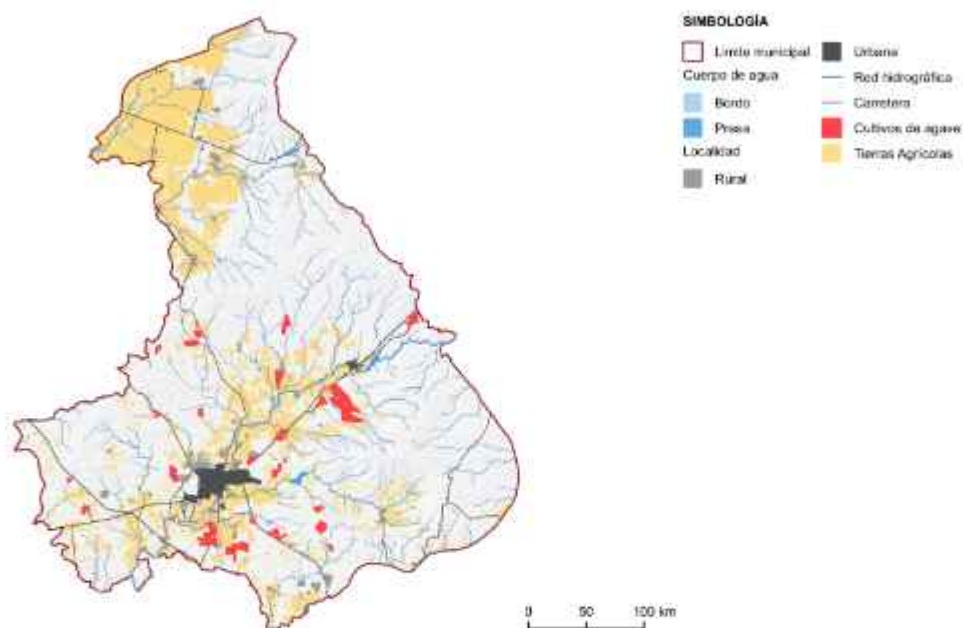 SIMBOLOGÍA
Límite municipal
Cuerpo de agua
Bordo
Presa
Localidad
Rural
Urbana
Red hidrográfica
Carretera
Cultivos de agave
Tierras Agrícolas
0 50 100 km